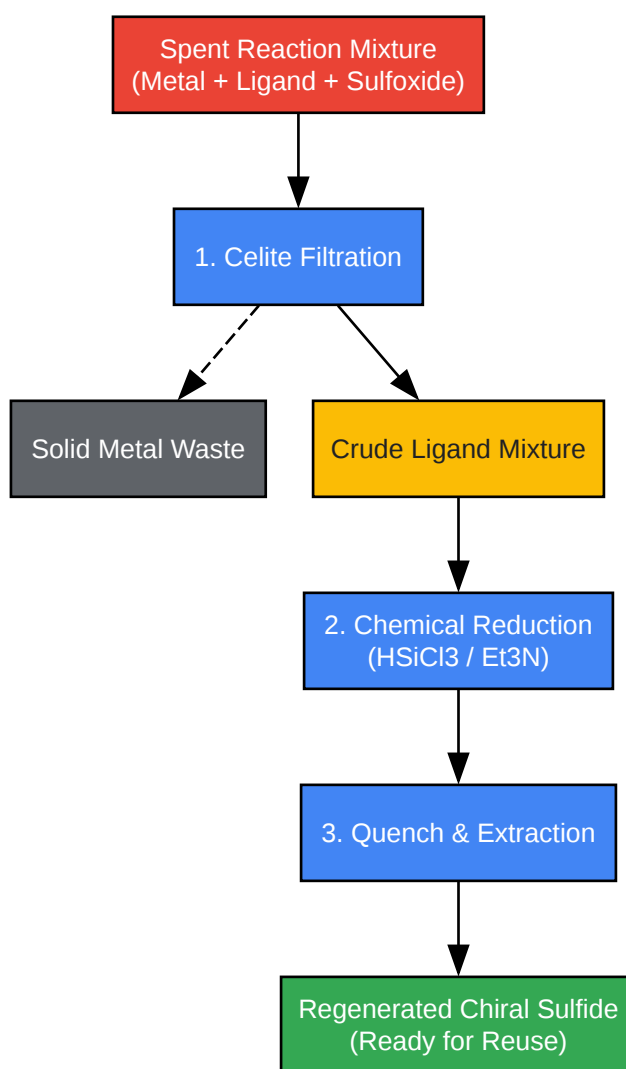 Spent Reaction Mixture
(Metal + Ligand + Sulfoxide)
1. Celite Filtration
Solid Metal Waste
Crude Ligand Mixture
2. Chemical Reduction
(HSiCl3 / Et3N)
3. Quench & Extraction
Regenerated Chiral Sulfide
(Ready for Reuse)